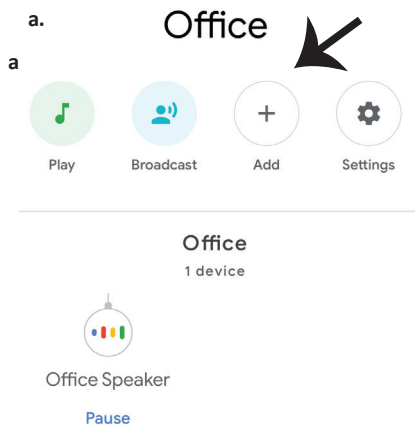 a.
Office
a
Play Broadcast Add Settings
Office
1 device
Office Speaker
Pause